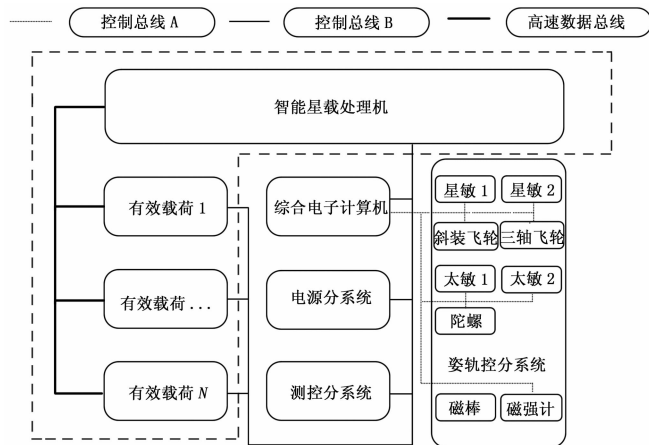 控制总线 A
控制总线 B
高速数据总线
智能星载处理机
有效载荷 1
综合电子计算机
星敏 1
星敏 2
斜装飞轮
三轴飞轮
有效载荷 ...
电源分系统
太敏 1
太敏 2
陀螺
姿轨控分系统
有效载荷 N
测控分系统
磁棒
磁强计